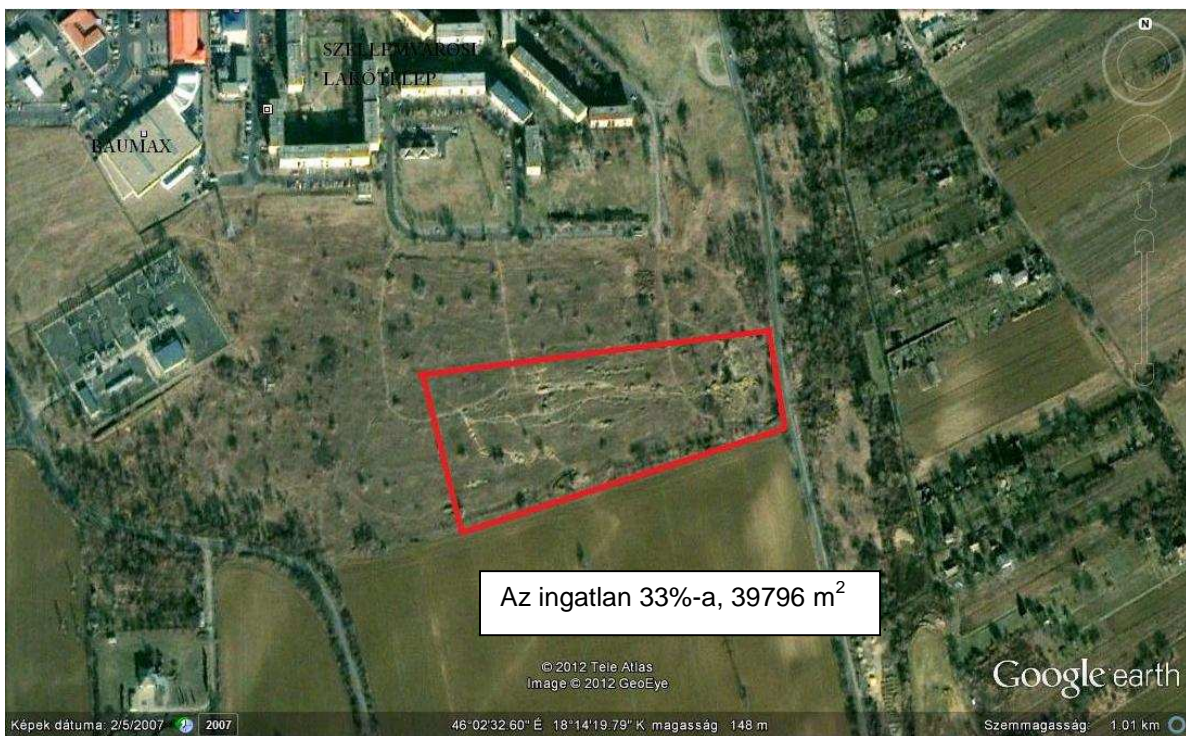 SZELLEMVÁROSI
LAKÓTELEP
BAUMAX
N
Az ingatlan 33%-a, 39796 m²
© 2012 Tele Atlas
Image © 2012 GeoEye
Google earth
Képek dátuma: 2/5/2007 2007 46°02'32.60" É 18°14'19.79" K magasság 148 m Szemmagasság: 1.01 km